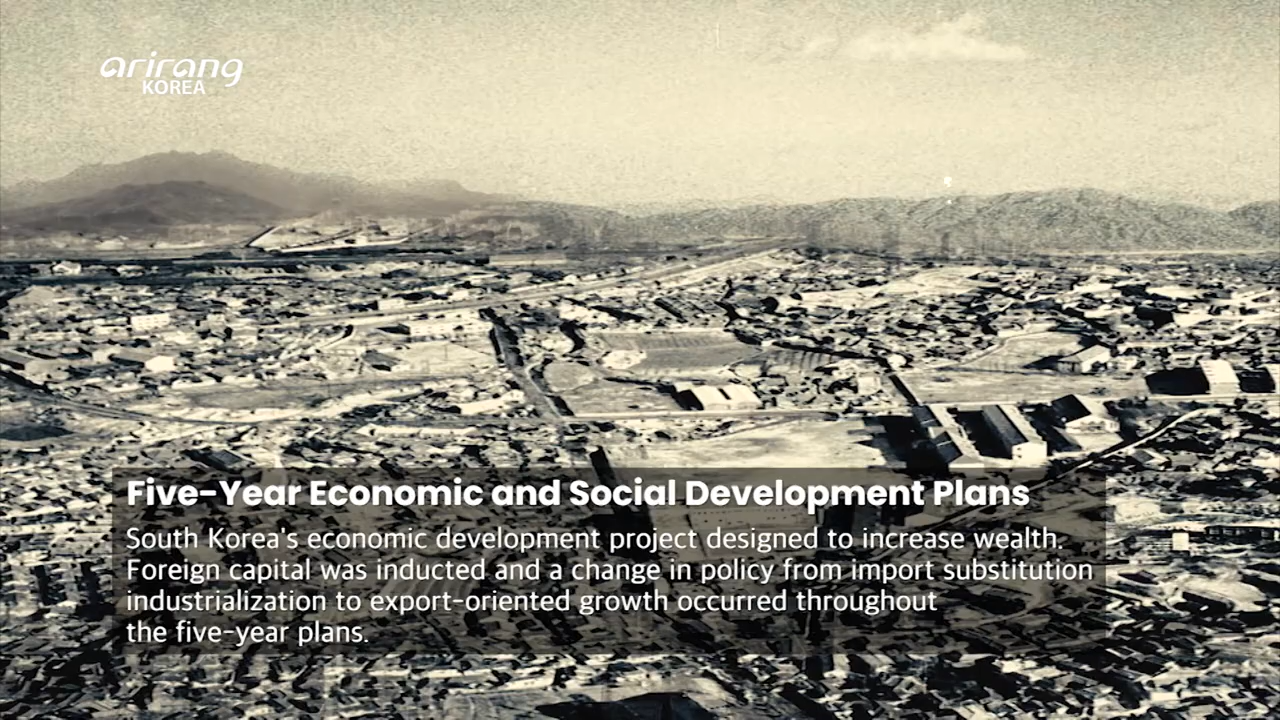 arirang
KOREA
Five-Year Economic and Social Development Plans
South Korea's economic development project designed to increase wealth.
Foreign capital was inducted and a change in policy from import substitution
industrialization to export-oriented growth occurred throughout
the five-year plans.